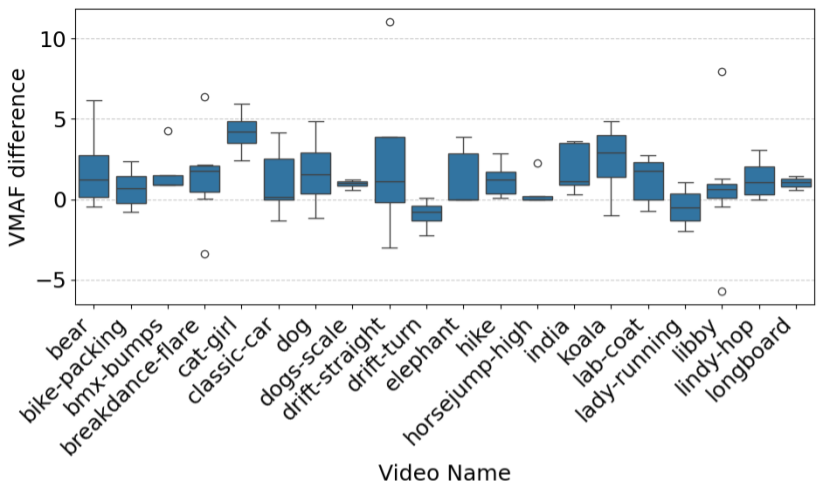 VMAF difference
10
5
0
−5
bear
bike-packing
bmx-bumps
breakdance-flare
cat-girl
classic-car
dog
dogs-scale
drift-straight
drift-turn
elephant
hike
horsejump-high
india
koala
lab-coat
lady-running
libby
lindy-hop
longboard
Video Name